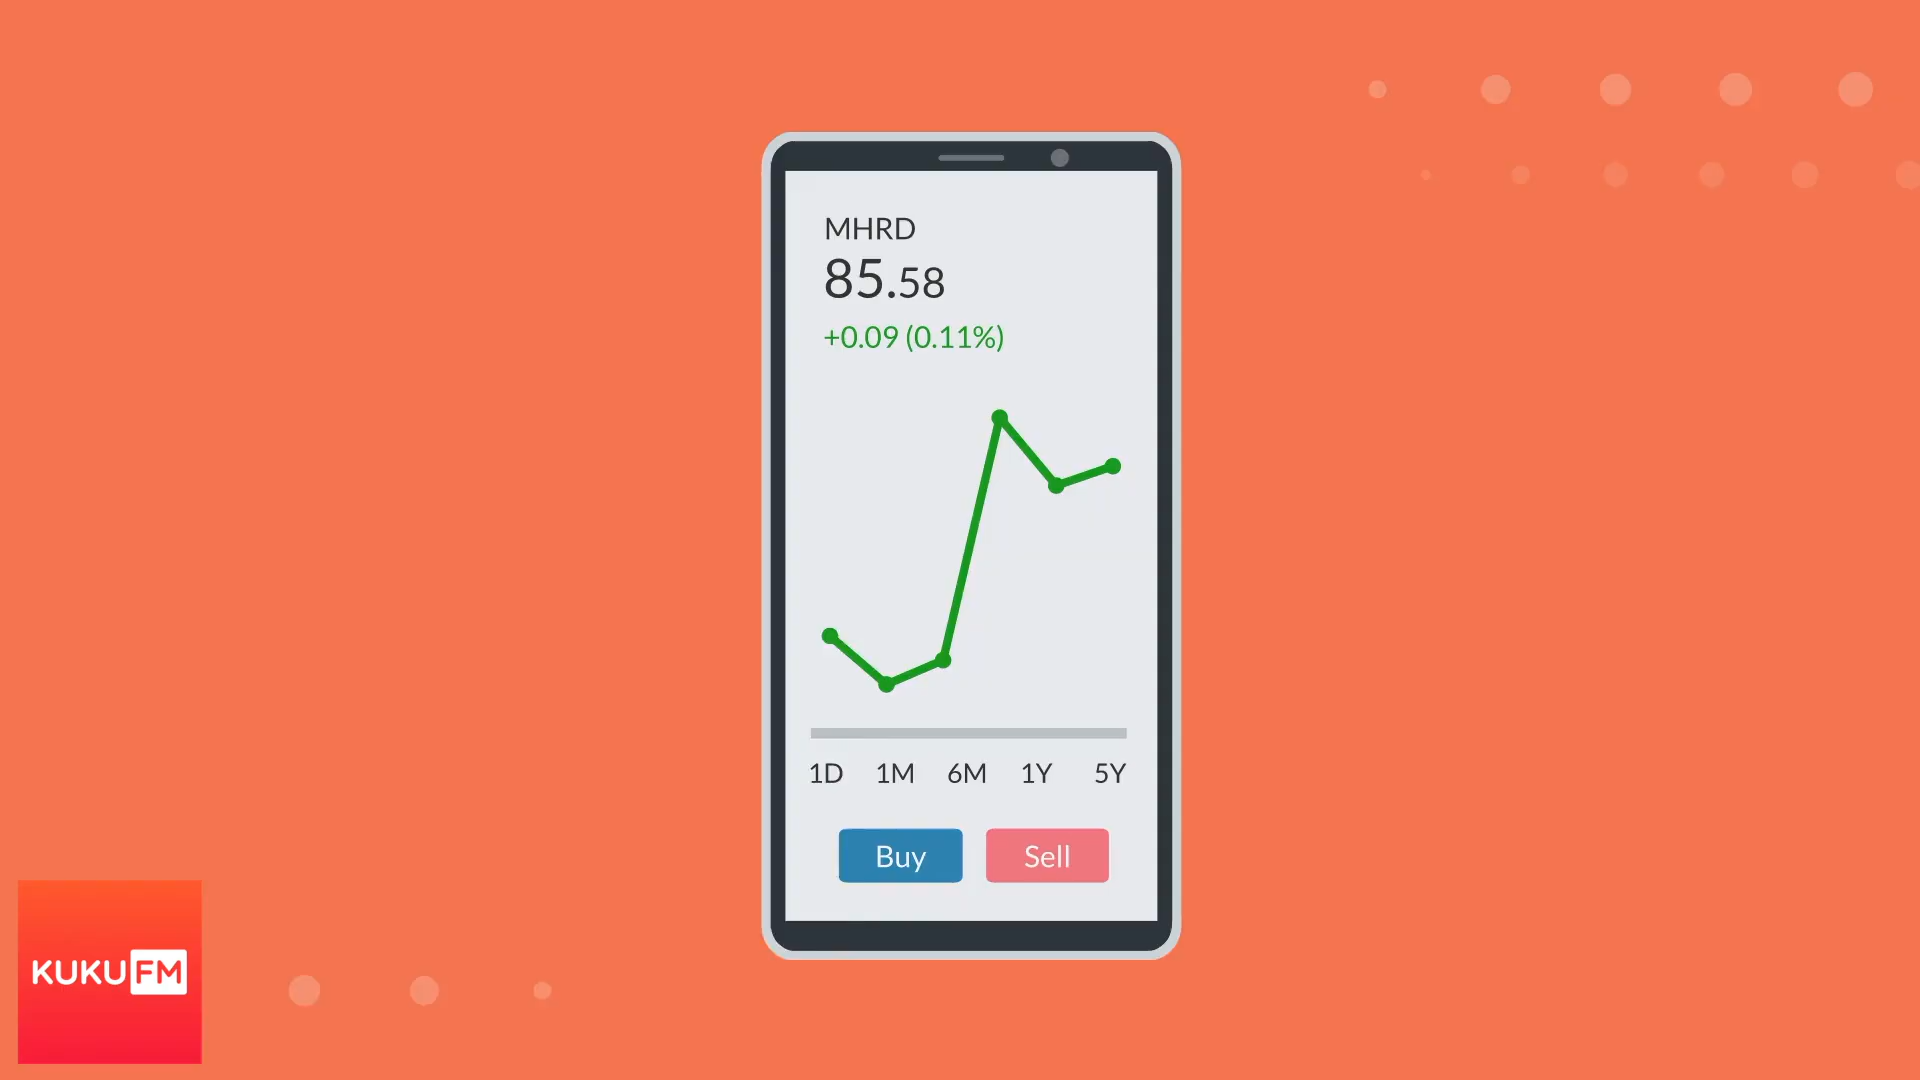 MHRD
85.58
+0.09 (0.11%)
1D 1M 6M 1Y 5Y
Buy Sell
KUKU FM